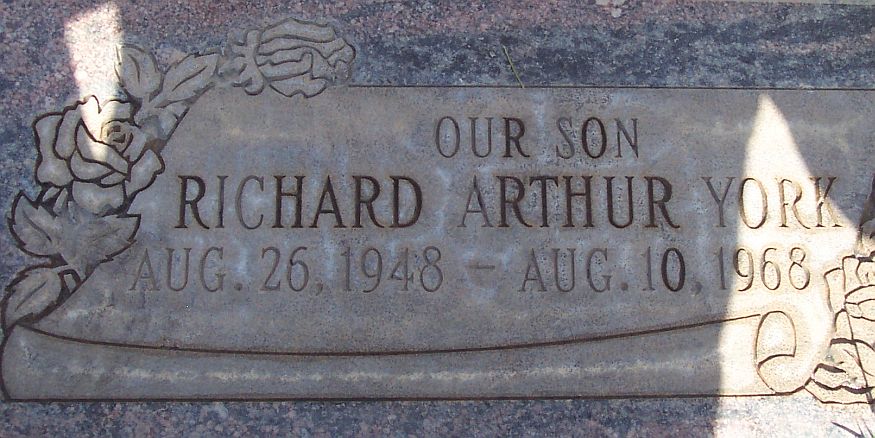 OUR SON
RICHARD ARTHUR YORK
AUG. 26, 1948 – AUG. 10, 1968